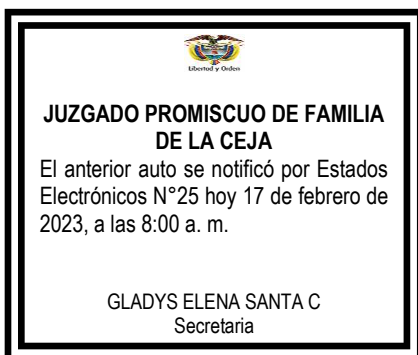 Libertad y Orden
JUZGADO PROMISCUO DE FAMILIA
DE LA CEJA
El anterior auto se notificó por Estados
Electrónicos N°25 hoy 17 de febrero de
2023, a las 8:00 a. m.
GLADYS ELENA SANTA C
Secretaria